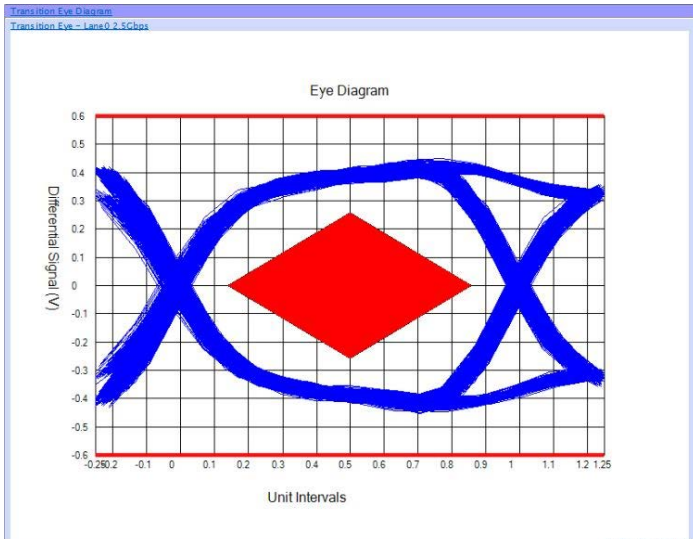 Transition Eye Diagram
Transition Eye - Lane0 2.5Gbps
Eye Diagram
Differential Signal (V)
0.6
0.5
0.4
0.3
0.2
0.1
0
-0.1
-0.2
-0.3
-0.4
-0.5
-0.6
-0.25 -0.2 -0.1 0 0.1 0.2 0.3 0.4 0.5 0.6 0.7 0.8 0.9 1 1.1 1.2 1.25
Unit Intervals